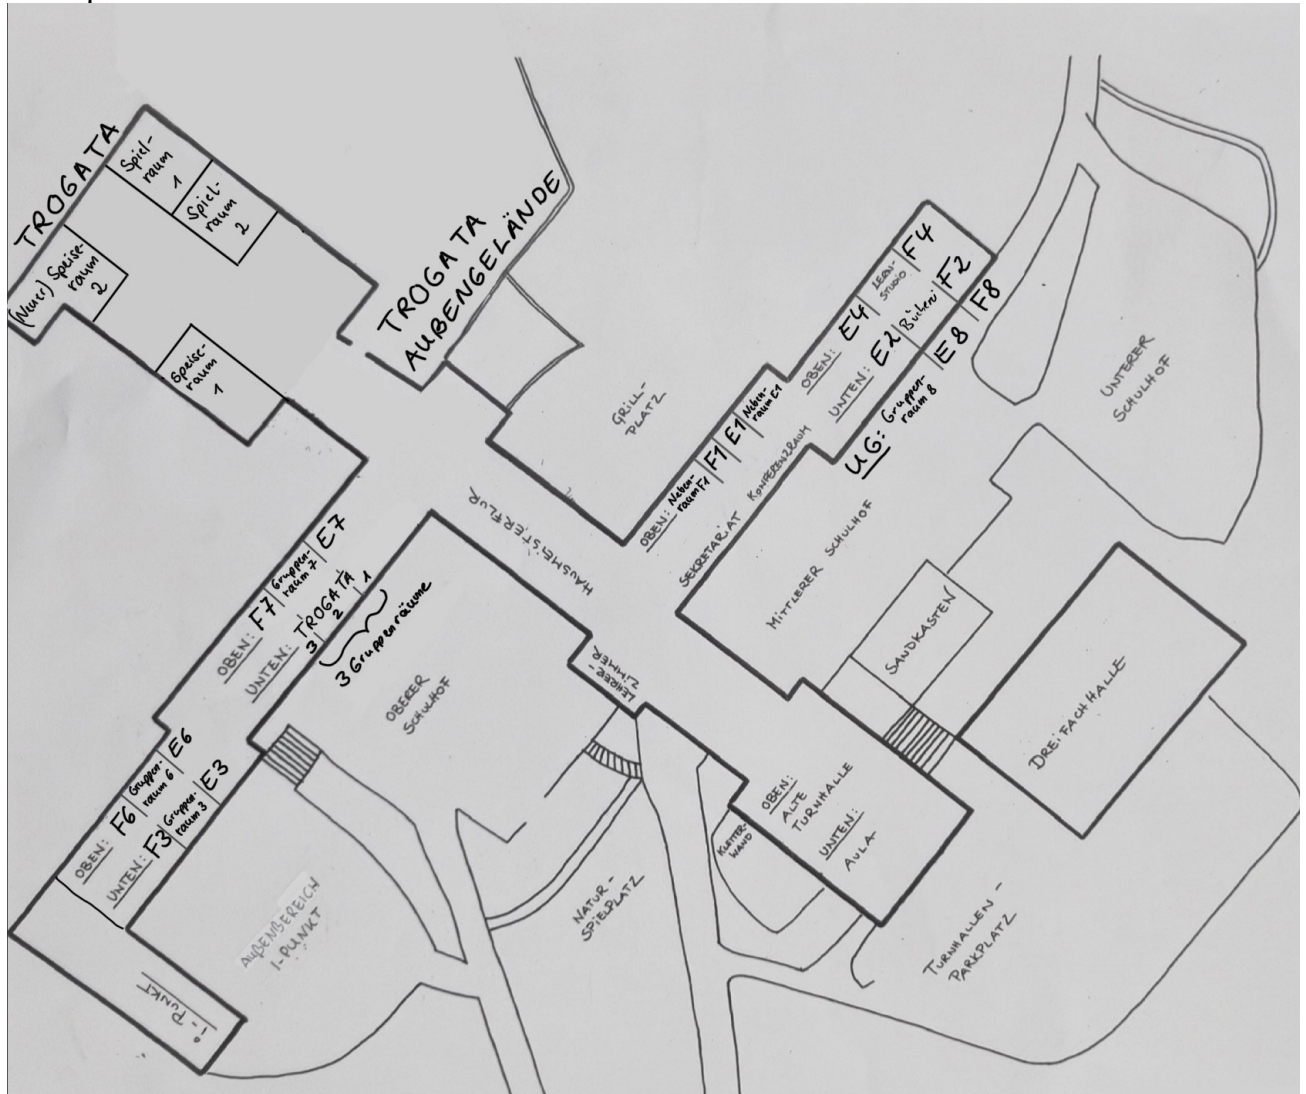 TROGATA
Spiel-
raum
1
Spiel-
raum
2
(Neuer) Speise-
raum
2
Speise-
raum
1
TROGATA
AUßENGELÄNDE
GRILL-
PLATZ
HAUSMEISTERFLUR
OBEN: Neben-
raum F1
F1
E1
Neben-
raum E1
SEKRETARIAT
KONFERENZRAUM
OBEN: E4
LERN-
STUDIO
F4
UNTEN: E2
Bücherei
F2
UG: Gruppen-
raum 8
E8
F8
UNTERER
SCHULHOF
MITTLERER SCHULHOF
SANDKASTEN
DREIFACHHALLE
OBEN: F7
Gruppen-
raum 7
E7
UNTEN: TROGATA
3
2
1
3 Gruppenräume
OBERER
SCHULHOF
LEHRER-
ZIMMER
OBEN: F6
Gruppen-
raum 6
E6
UNTEN: F3
Gruppen-
raum 3
E3
I-PUNKT
AUßENBEREICH
I-PUNKT
NATUR-
SPIELPLATZ
KLETTER-
WAND
OBEN:
ALTE
TURNHALLE
UNTEN:
AULA
TURNHALLEN-
PARKPLATZ